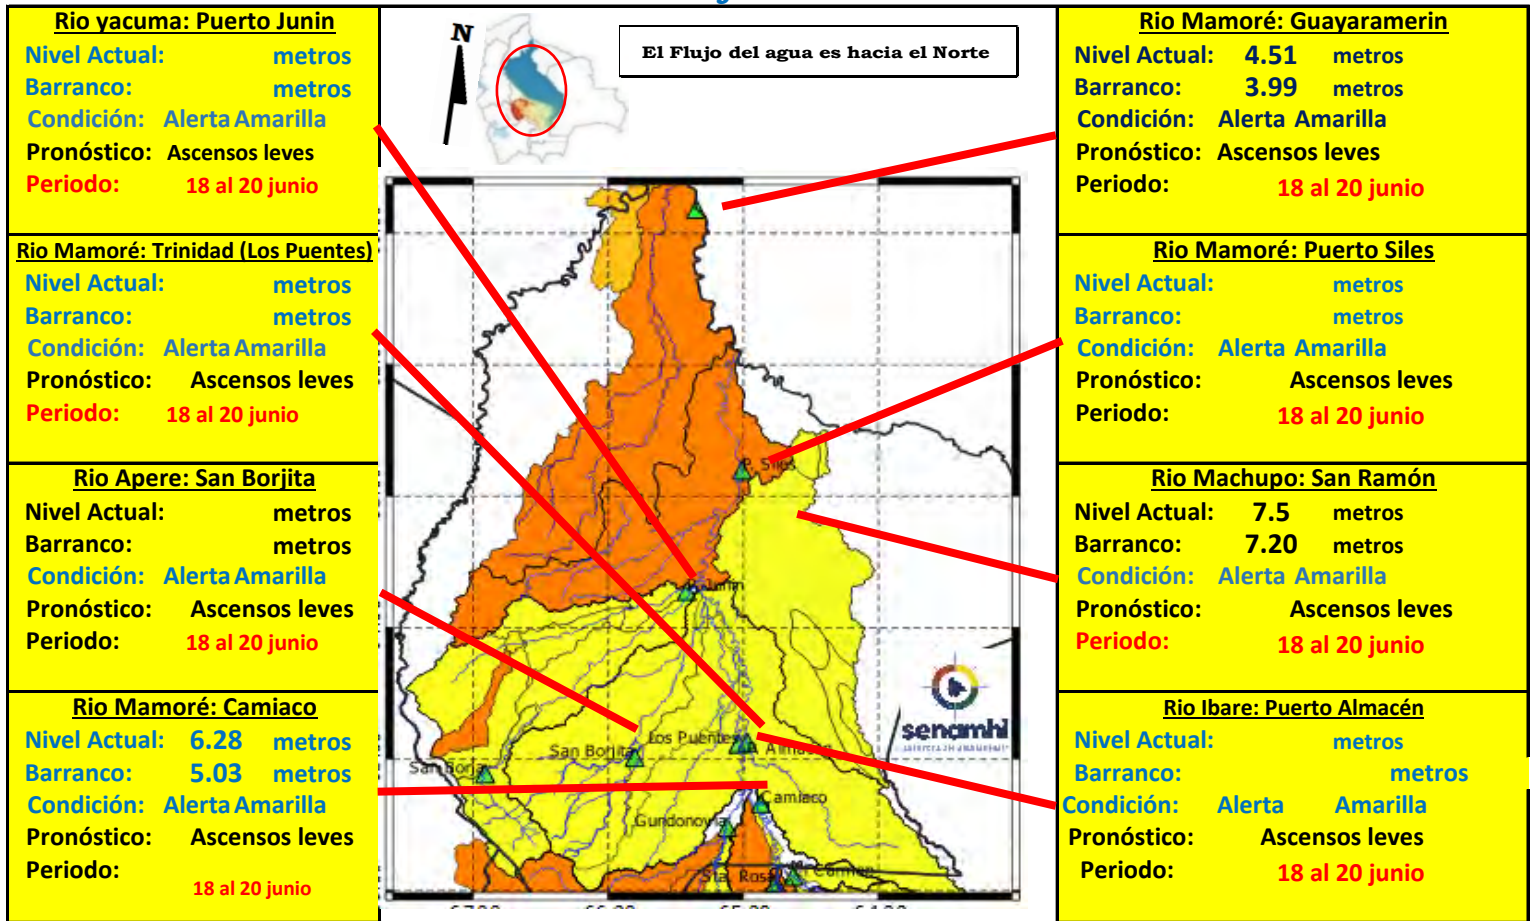 Rio yacuma: Puerto Junin
Nivel Actual: metros
Barranco: metros
Condición: Alerta Amarilla
Pronóstico: Ascensos leves
Periodo: 18 al 20 junio
Rio Mamoré: Trinidad (Los Puentes)
Nivel Actual: metros
Barranco: metros
Condición: Alerta Amarilla
Pronóstico: Ascensos leves
Periodo: 18 al 20 junio
Rio Apere: San Borjita
Nivel Actual: metros
Barranco: metros
Condición: Alerta Amarilla
Pronóstico: Ascensos leves
Periodo: 18 al 20 junio
Rio Mamoré: Camiaco
Nivel Actual: 6.28 metros
Barranco: 5.03 metros
Condición: Alerta Amarilla
Pronóstico: Ascensos leves
Periodo:
18 al 20 junio
N
El Flujo del agua es hacia el Norte
P. Siles
P. Junin
Los Puentes
P. Almacén
San Borjita
San Borja
Camiaco
Gundonovia
Sta. Rosa
senamhi
Rio Mamoré: Guayaramerin
Nivel Actual: 4.51 metros
Barranco: 3.99 metros
Condición: Alerta Amarilla
Pronóstico: Ascensos leves
Periodo: 18 al 20 junio
Rio Mamoré: Puerto Siles
Nivel Actual: metros
Barranco: metros
Condición: Alerta Amarilla
Pronóstico: Ascensos leves
Periodo: 18 al 20 junio
Rio Machupo: San Ramón
Nivel Actual: 7.5 metros
Barranco: 7.20 metros
Condición: Alerta Amarilla
Pronóstico: Ascensos leves
Periodo: 18 al 20 junio
Rio Ibare: Puerto Almacén
Nivel Actual: metros
Barranco: metros
Condición: Alerta Amarilla
Pronóstico: Ascensos leves
Periodo: 18 al 20 junio